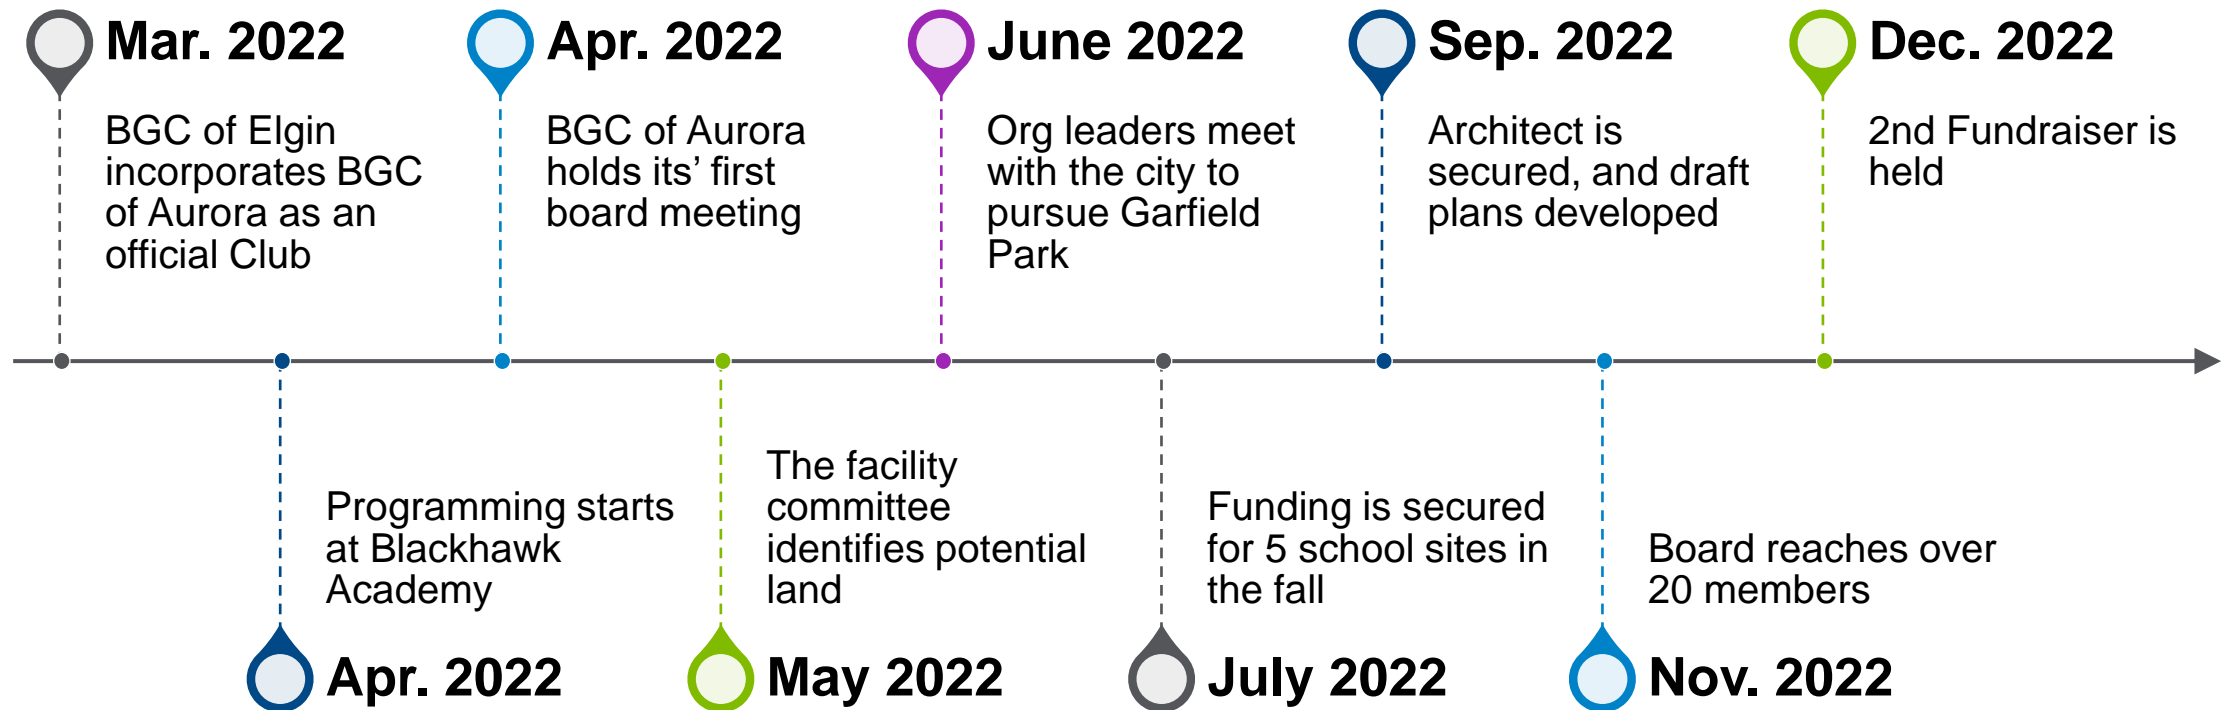 Mar. 2022
BGC of Elgin
incorporates BGC
of Aurora as an
official Club
Apr. 2022
BGC of Aurora
holds its’ first
board meeting
June 2022
Org leaders meet
with the city to
pursue Garfield
Park
Sep. 2022
Architect is
secured, and draft
plans developed
Dec. 2022
2nd Fundraiser is
held
Programming starts
at Blackhawk
Academy
Apr. 2022
The facility
committee
identifies potential
land
May 2022
Funding is secured
for 5 school sites in
the fall
July 2022
Board reaches over
20 members
Nov. 2022